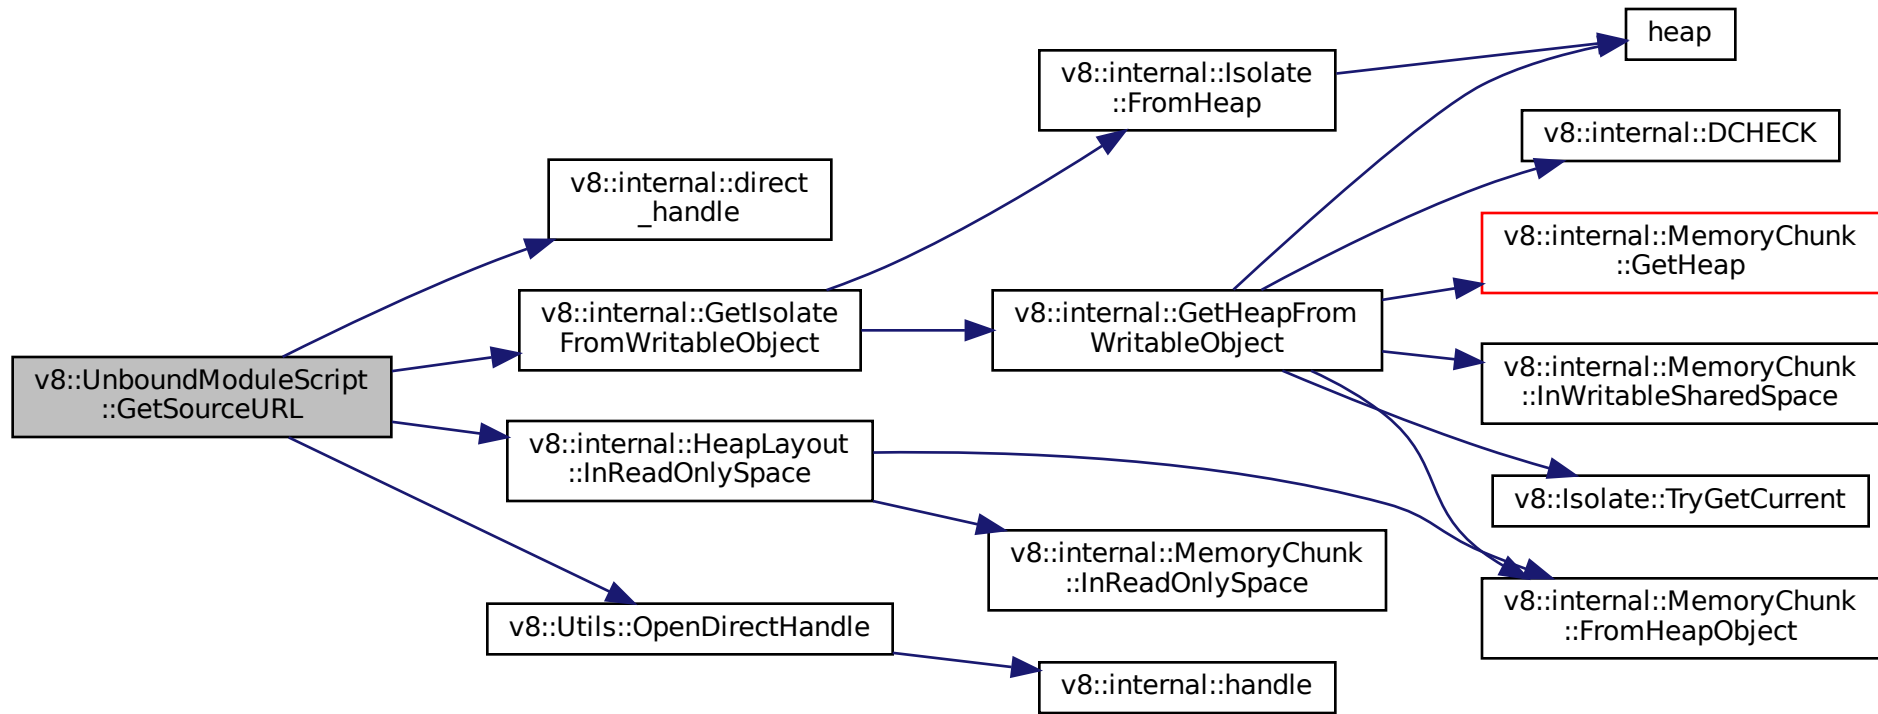 v8::UnboundModuleScript
::GetSourceURL
v8::internal::direct
_handle
v8::internal::GetIsolate
FromWritableObject
v8::internal::HeapLayout
::InReadOnlySpace
v8::Utils::OpenDirectHandle
v8::internal::Isolate
::FromHeap
v8::internal::GetHeapFrom
WritableObject
v8::internal::MemoryChunk
::InReadOnlySpace
v8::internal::handle
heap
v8::internal::DCHECK
v8::internal::MemoryChunk
::GetHeap
v8::internal::MemoryChunk
::InWritableSharedSpace
v8::Isolate::TryGetCurrent
v8::internal::MemoryChunk
::FromHeapObject